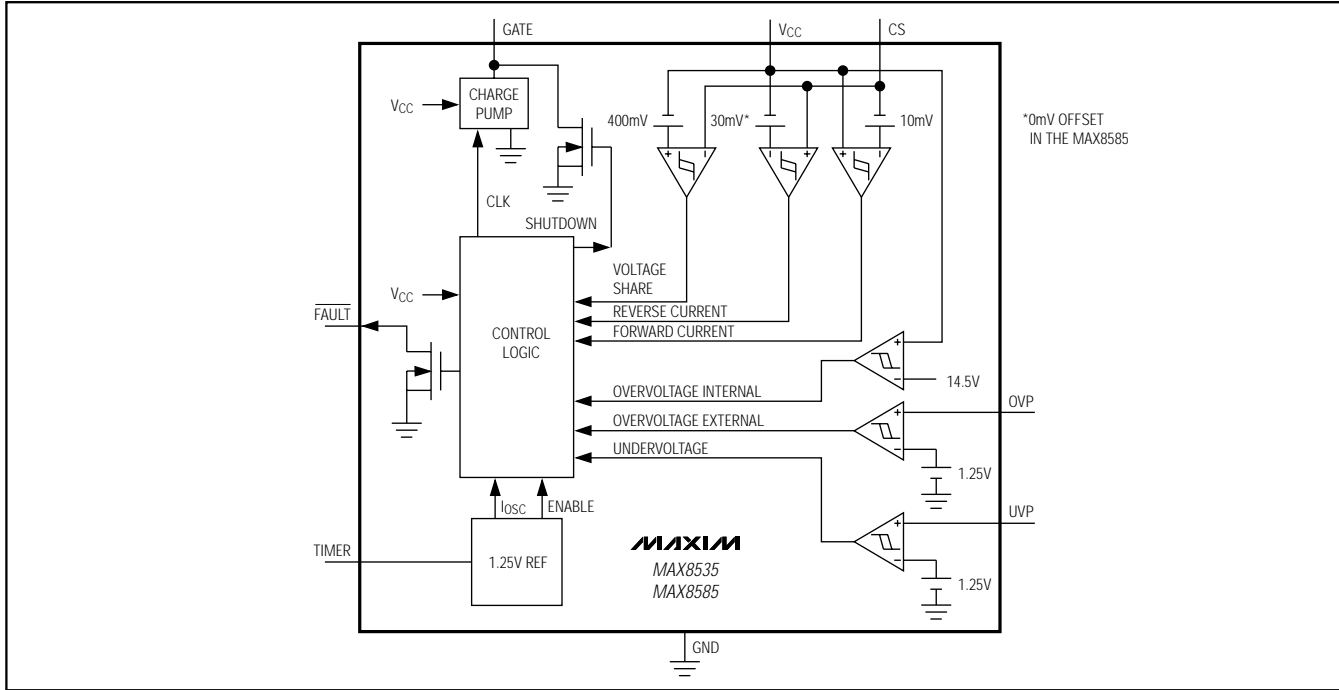 GATE
VCC
CS
CHARGE
PUMP
VCC
400mV
30mV*
10mV
*0mV OFFSET
IN THE MAX8585
+
–
–
+
+
–
CLK
SHUTDOWN
VOLTAGE
SHARE
REVERSE CURRENT
FORWARD CURRENT
VCC
FAULT
CONTROL
LOGIC
+
–
14.5V
OVERVOLTAGE INTERNAL
OVERVOLTAGE EXTERNAL
UNDERVOLTAGE
OVP
+
–
1.25V
IOSC
ENABLE
UVP
+
–
1.25V
TIMER
1.25V REF
MAXIM
MAX8535
MAX8585
GND